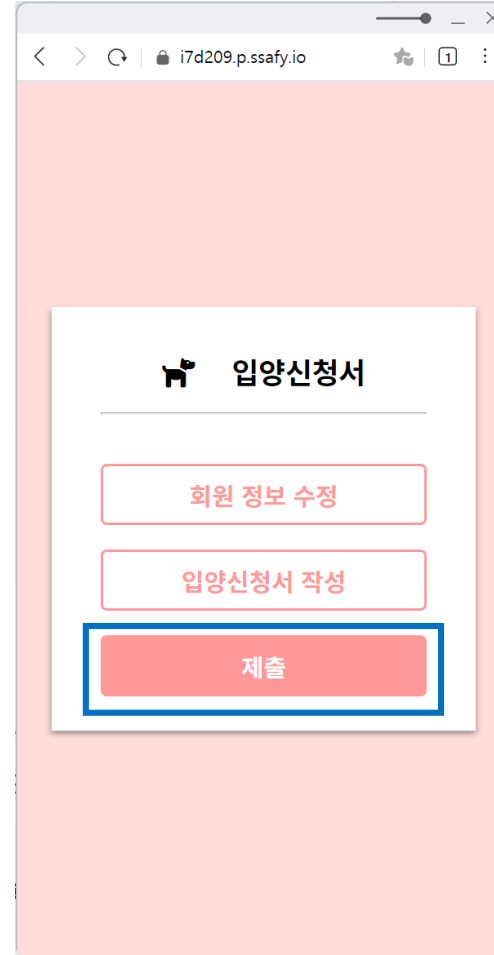 i7d209.p.ssafy.io
1
입양신청서
회원 정보 수정
입양신청서 작성
제출